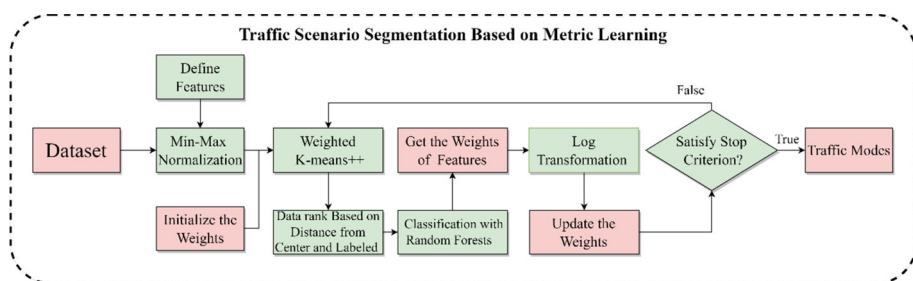 Traffic Scenario Segmentation Based on Metric Learning
Define
Features
False
Dataset
Min-Max
Normalization
Weighted
K-means++
Get the Weights
of Features
Log
Transformation
Satisfy Stop
Criterion?
True
Traffic Modes
Initialize the
Weights
Data rank Based on
Distance from
Center and Labeled
Classification with
Random Forests
Update the
Weights